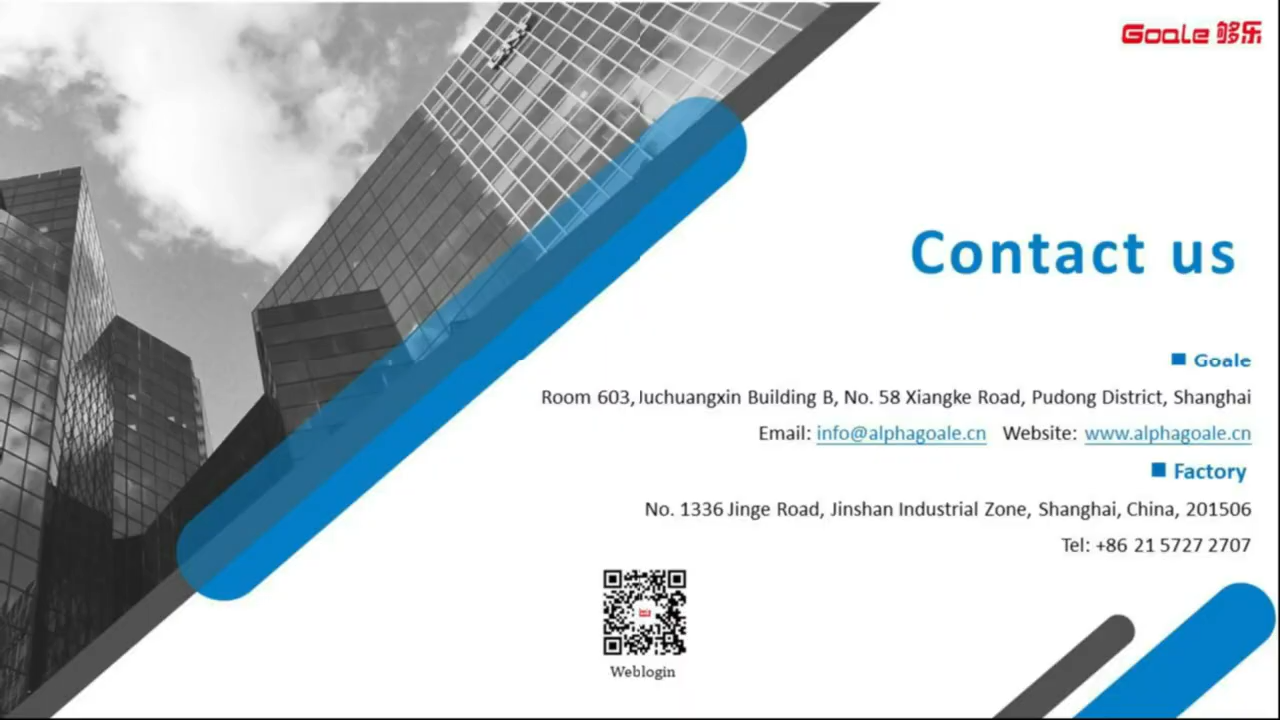 Goale 够乐
Contact us
Goale
Room 603, Iuchuangxin Building B, No. 58 Xiangke Road, Pudong District, Shanghai
Email: info@alphagoale.cn Website: www.alphagoale.cn
Factory
No. 1336 Jinge Road, Jinshan Industrial Zone, Shanghai, China, 201506
Tel: +86 21 5727 2707
Weblogin